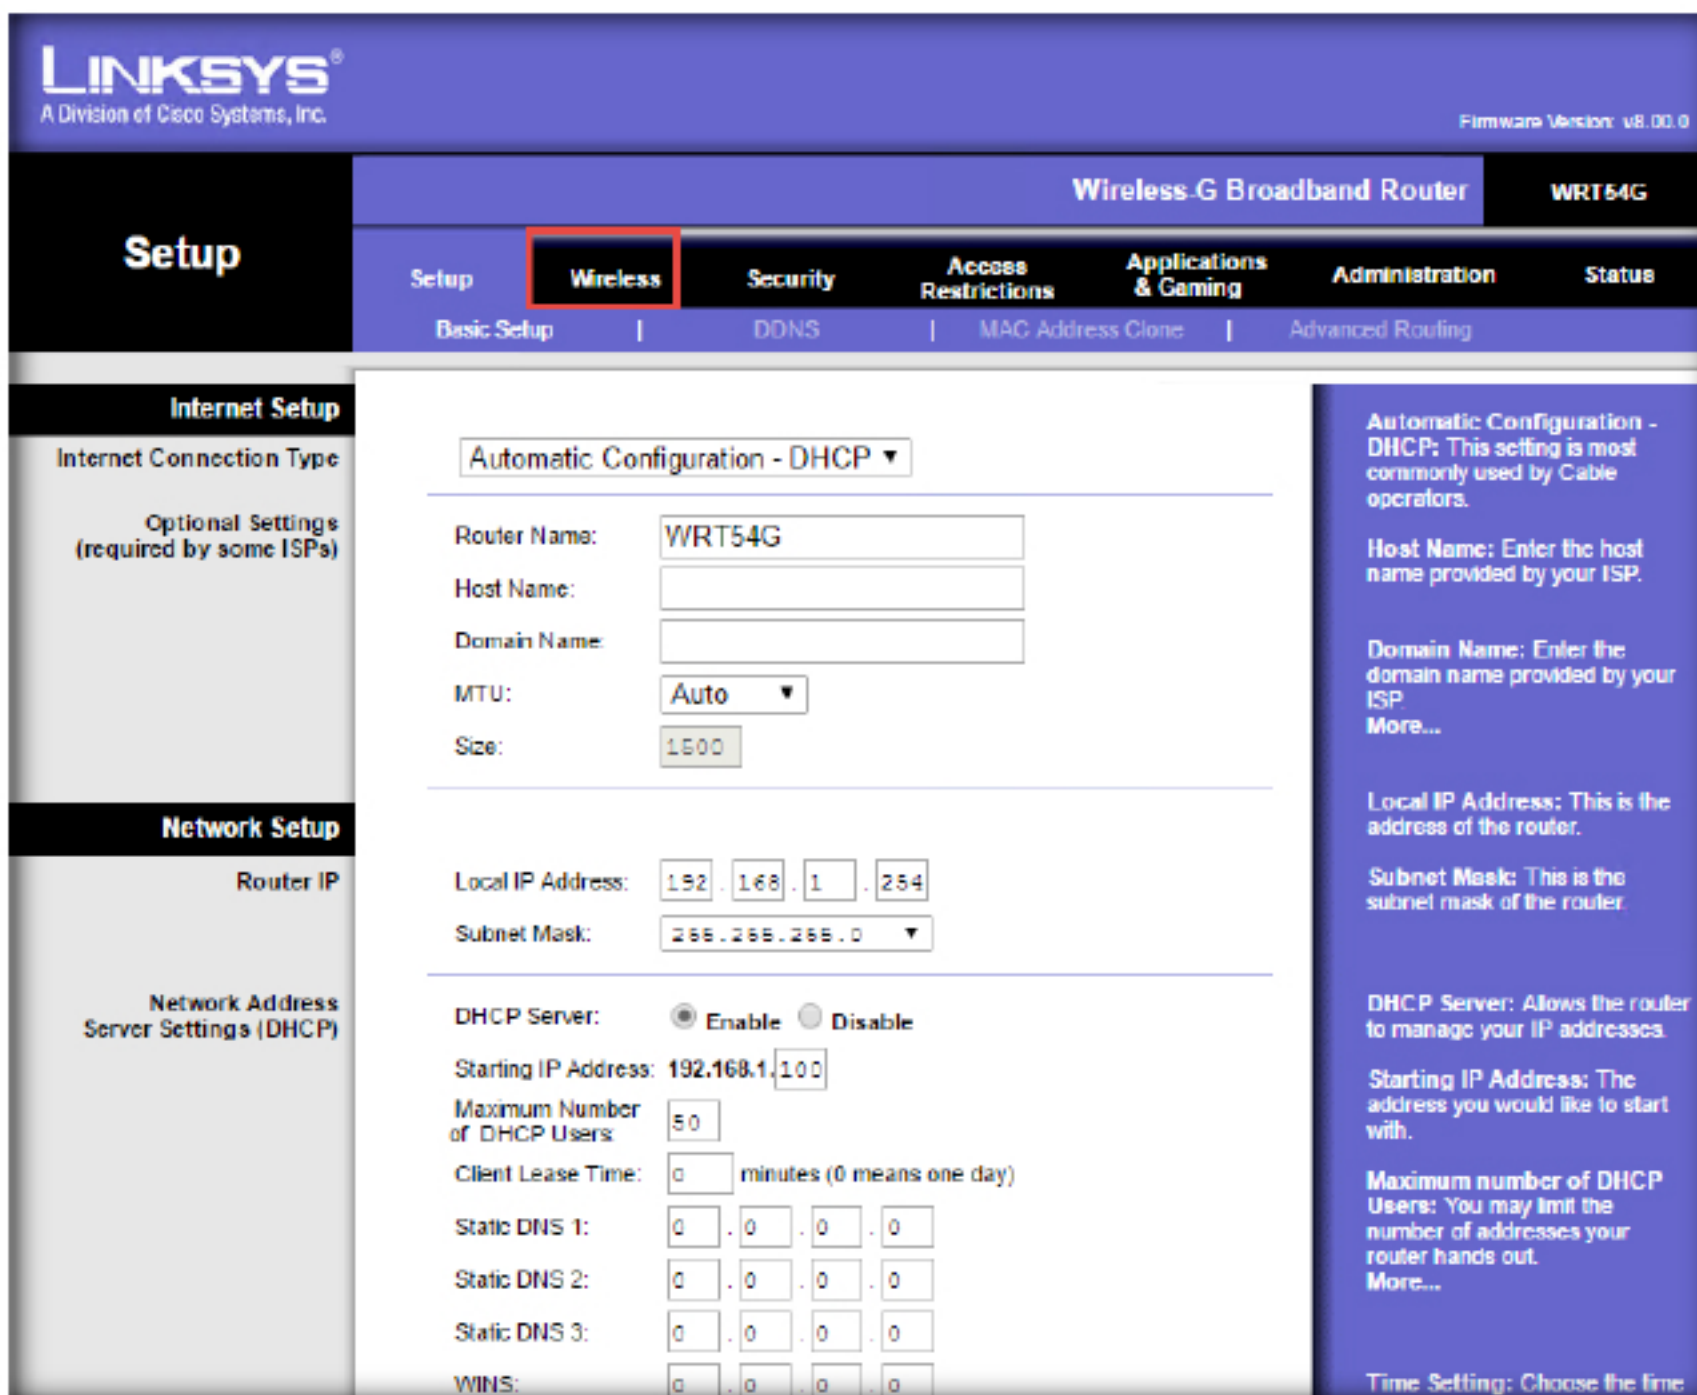 LINKSYS®
A Division of Cisco Systems, Inc.
Firmware Version: v8.00.0
Wireless-G Broadband Router
WRT54G
Setup
Setup
Wireless
Security
Access
Restrictions
Applications
& Gaming
Administration
Status
Basic Setup | DDNS | MAC Address Clone | Advanced Routing
Internet Setup
Internet Connection Type
Automatic Configuration - DHCP
Optional Settings
(required by some ISPs)
Router Name: WRT54G
Host Name:
Domain Name:
MTU: Auto
Size: 1500
Network Setup
Router IP
Local IP Address: 192 . 168 . 1 . 254
Subnet Mask: 255.255.255.0
Network Address
Server Settings (DHCP)
DHCP Server: Enable Disable
Starting IP Address: 192.168.1. 100
Maximum Number
of DHCP Users: 50
Client Lease Time: 0 minutes (0 means one day)
Static DNS 1: 0 . 0 . 0 . 0
Static DNS 2: 0 . 0 . 0 . 0
Static DNS 3: 0 . 0 . 0 . 0
WINS: 0 . 0 . 0 . 0
Automatic Configuration -
DHCP: This setting is most
commonly used by Cable
operators.
Host Name: Enter the host
name provided by your ISP.
Domain Name: Enter the
domain name provided by your
ISP.
More...
Local IP Address: This is the
address of the router.
Subnet Mask: This is the
subnet mask of the router.
DHCP Server: Allows the router
to manage your IP addresses.
Starting IP Address: The
address you would like to start
with.
Maximum number of DHCP
Users: You may limit the
number of addresses your
router hands out.
More...
Time Setting: Choose the time